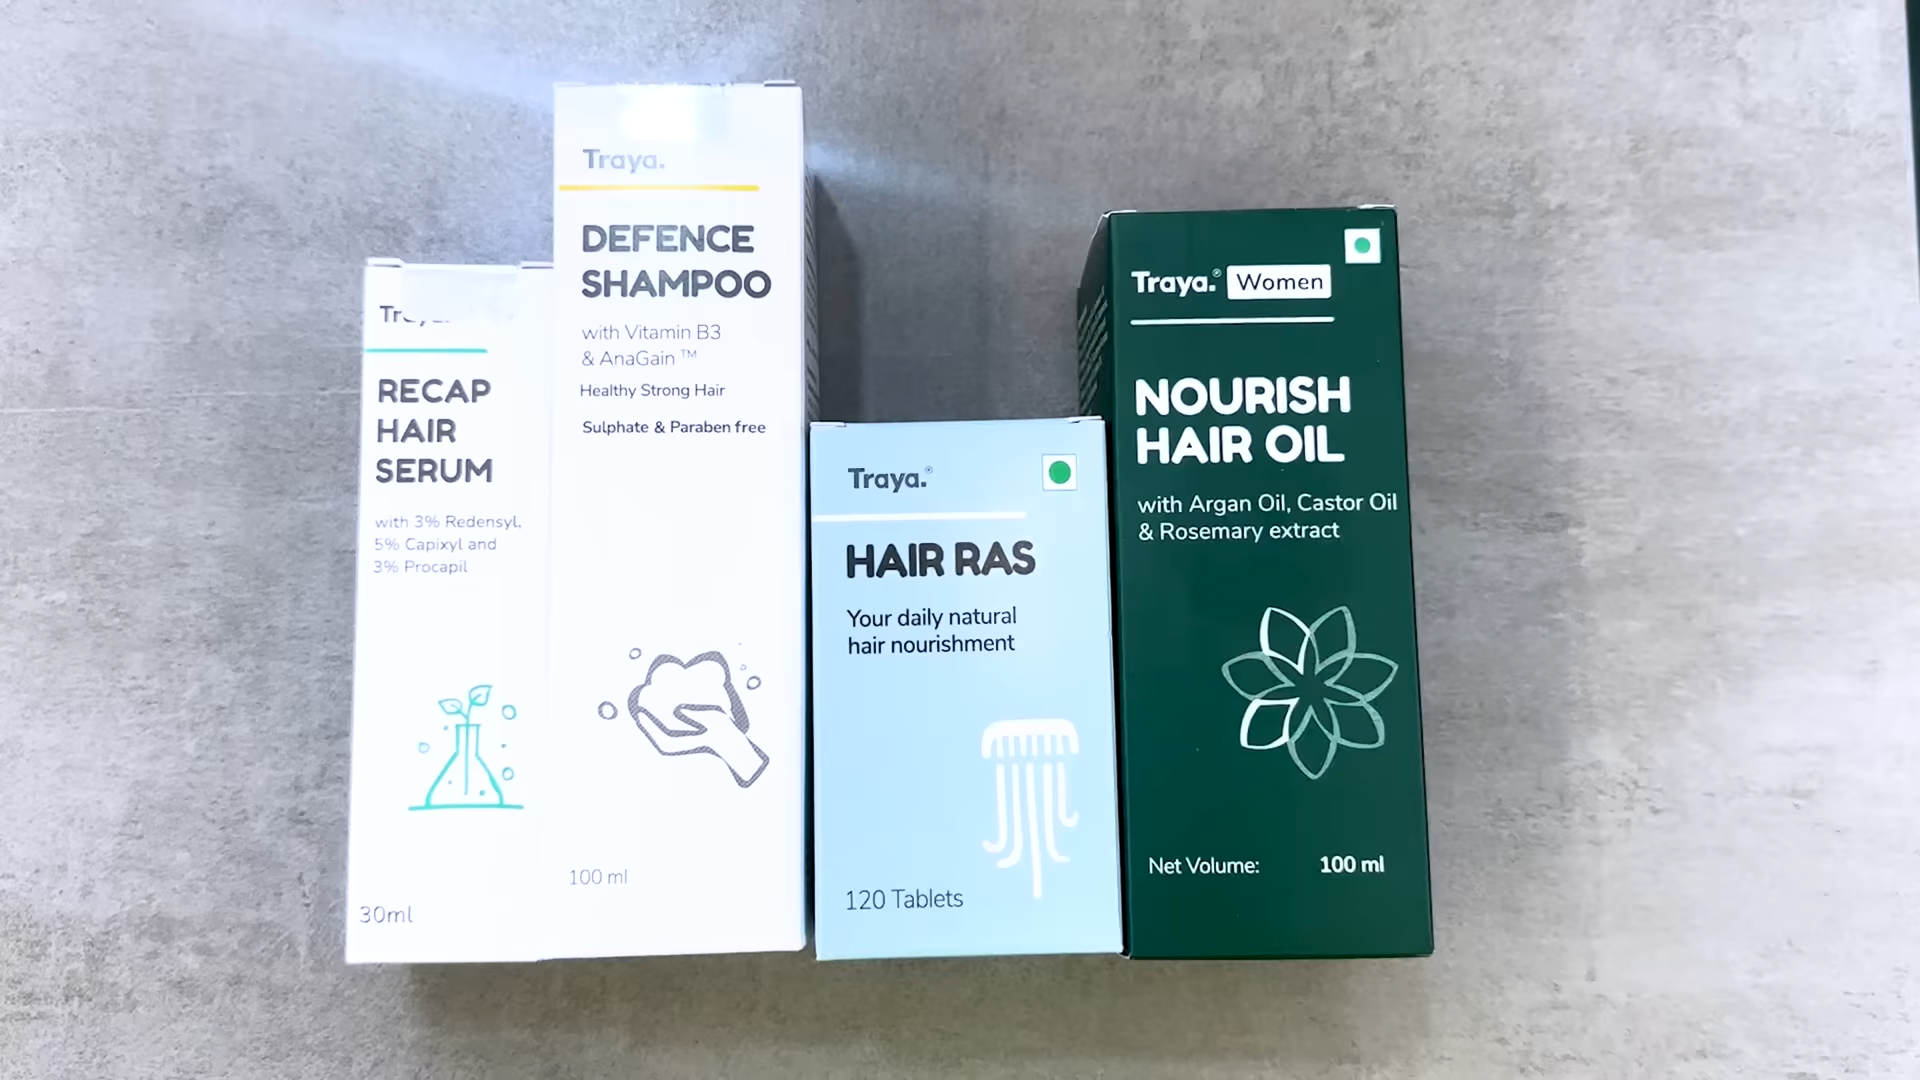 RECAP
HAIR
SERUM
with 3% Redensyl,
5% Capixyl and
3% Procapil
30ml
Traya.
DEFENCE
SHAMPOO
with Vitamin B3
& AnaGain ™
Healthy Strong Hair
Sulphate & Paraben free
100 ml
Traya.®
HAIR RAS
Your daily natural
hair nourishment
120 Tablets
Traya.® Women
NOURISH
HAIR OIL
with Argan Oil, Castor Oil
& Rosemary extract
Net Volume: 100 ml